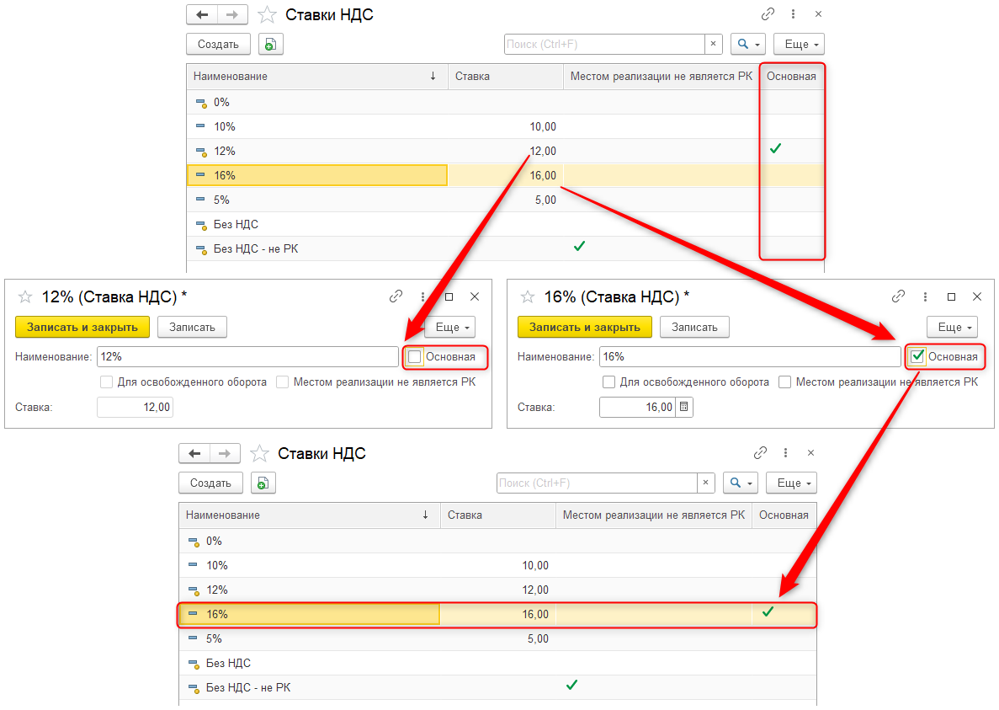 Ставки НДС
Создать Поиск (Ctrl+F) × Еще
Наименование ↓ Ставка Местом реализации не является РК Основная
0%
10% 10,00
12% 12,00
16% 16,00
5% 5,00
Без НДС
Без НДС - не РК
12% (Ставка НДС) *
Записать и закрыть Записать Еще
Наименование: 12% Основная
Для освобожденного оборота Местом реализации не является РК
Ставка: 12,00
16% (Ставка НДС) *
Записать и закрыть Записать Еще
Наименование: 16% Основная
Для освобожденного оборота Местом реализации не является РК
Ставка: 16,00
Ставки НДС
Создать Поиск (Ctrl+F) × Еще
Наименование ↓ Ставка Местом реализации не является РК Основная
0%
10% 10,00
12% 12,00
16% 16,00
5% 5,00
Без НДС
Без НДС - не РК